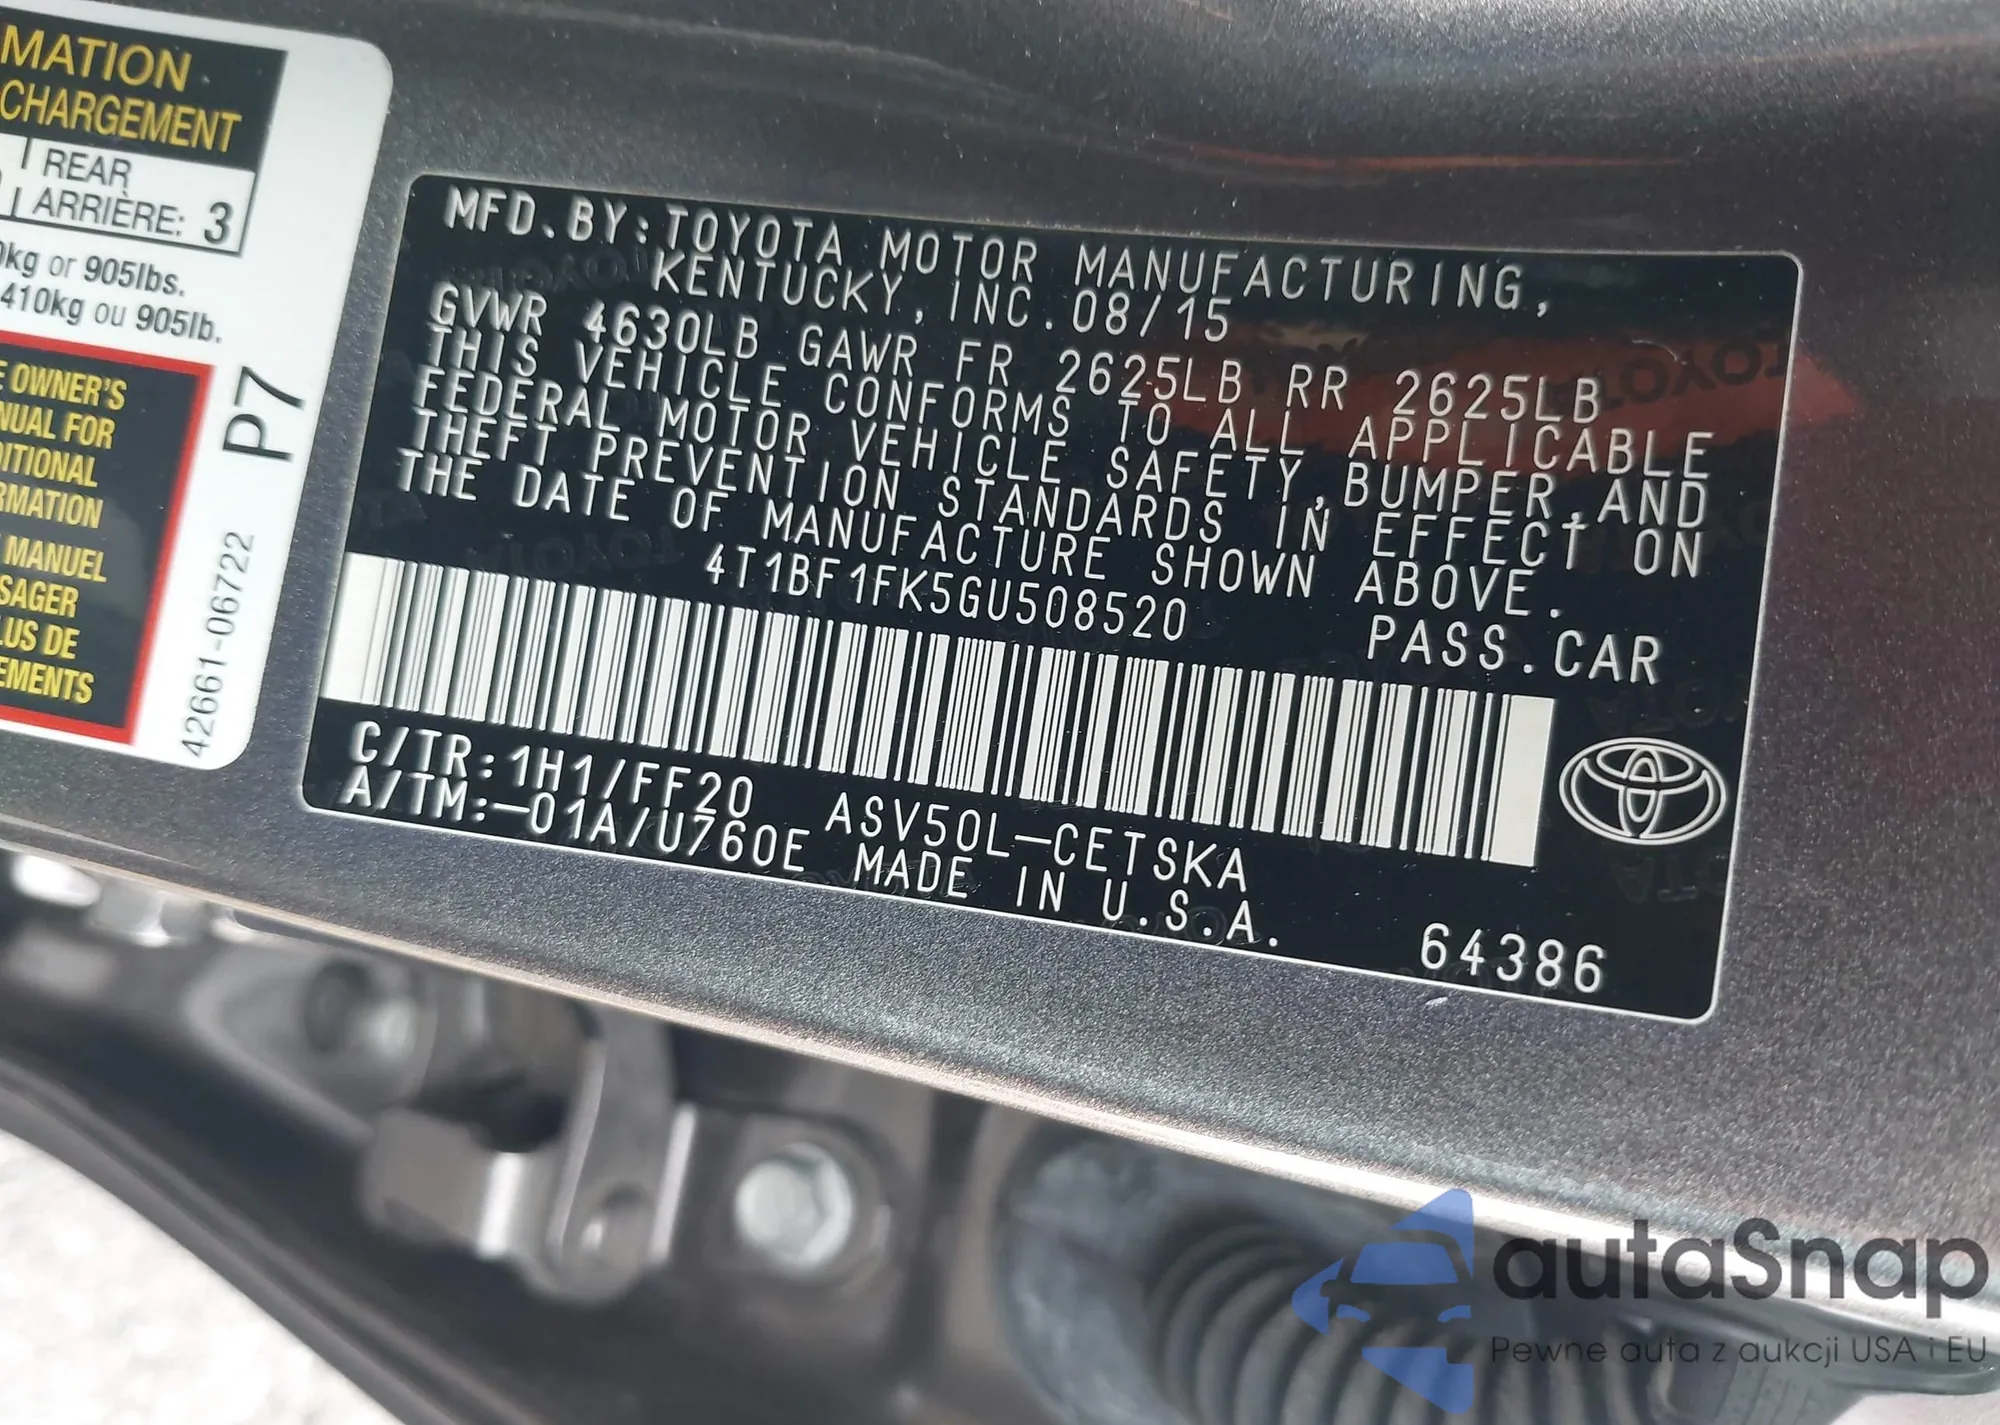 MATION
CHARGEMENT
REAR
ARRIÈRE: 3
0kg or 905lbs.
410kg ou 905lb.
E OWNER'S
NUAL FOR
DITIONAL
RMATION
MANUEL
SAGER
LUS DE
EMENTS
42661-06722
P7
MFD.BY:TOYOTA MOTOR MANUFACTURING,
KENTUCKY,INC.08/15
GVWR 4630LB GAWR FR 2625LB RR 2625LB
THIS VEHICLE CONFORMS TO ALL APPLICABLE
FEDERAL MOTOR VEHICLE SAFETY,BUMPER,AND
THEFT PREVENTION STANDARDS IN EFFECT ON
THE DATE OF MANUFACTURE SHOWN ABOVE.
4T1BF1FK5GU508520
PASS.CAR
C/TR:1H1/FF20 ASV50L-CETSKA
A/TM:-01A/U760E MADE IN U.S.A.
64386
autaSnap
Pewne auta z aukcji USA i EU